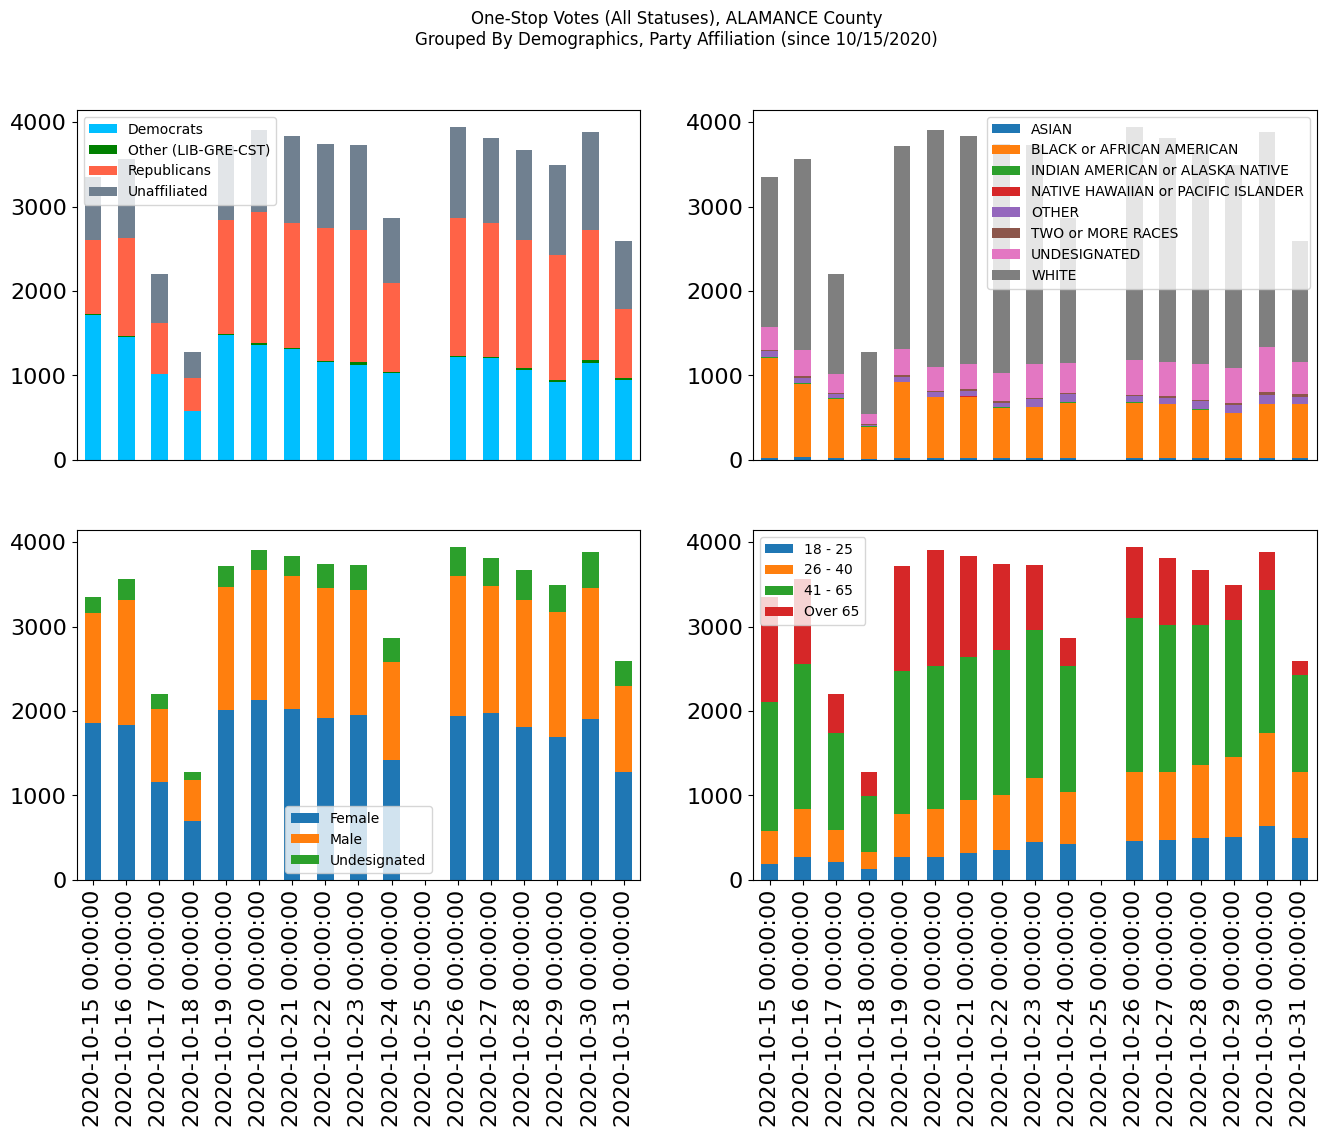 One-Stop Votes (All Statuses), ALAMANCE County
Grouped By Demographics, Party Affiliation (since 10/15/2020)
4000
3000
2000
1000
0
Democrats
Other (LIB-GRE-CST)
Republicans
Unaffiliated
4000
3000
2000
1000
0
ASIAN
BLACK or AFRICAN AMERICAN
INDIAN AMERICAN or ALASKA NATIVE
NATIVE HAWAIIAN or PACIFIC ISLANDER
OTHER
TWO or MORE RACES
UNDESIGNATED
WHITE
4000
3000
2000
1000
0
Female
Male
Undesignated
2020-10-15 00:00:00
2020-10-16 00:00:00
2020-10-17 00:00:00
2020-10-18 00:00:00
2020-10-19 00:00:00
2020-10-20 00:00:00
2020-10-21 00:00:00
2020-10-22 00:00:00
2020-10-23 00:00:00
2020-10-24 00:00:00
2020-10-25 00:00:00
2020-10-26 00:00:00
2020-10-27 00:00:00
2020-10-28 00:00:00
2020-10-29 00:00:00
2020-10-30 00:00:00
2020-10-31 00:00:00
4000
3000
2000
1000
0
18 - 25
26 - 40
41 - 65
Over 65
2020-10-15 00:00:00
2020-10-16 00:00:00
2020-10-17 00:00:00
2020-10-18 00:00:00
2020-10-19 00:00:00
2020-10-20 00:00:00
2020-10-21 00:00:00
2020-10-22 00:00:00
2020-10-23 00:00:00
2020-10-24 00:00:00
2020-10-25 00:00:00
2020-10-26 00:00:00
2020-10-27 00:00:00
2020-10-28 00:00:00
2020-10-29 00:00:00
2020-10-30 00:00:00
2020-10-31 00:00:00